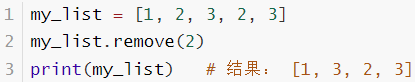 1 my_list = [1, 2, 3, 2, 3]
2 my_list.remove(2)
3 print(my_list)   # 结果： [1, 3, 2, 3]